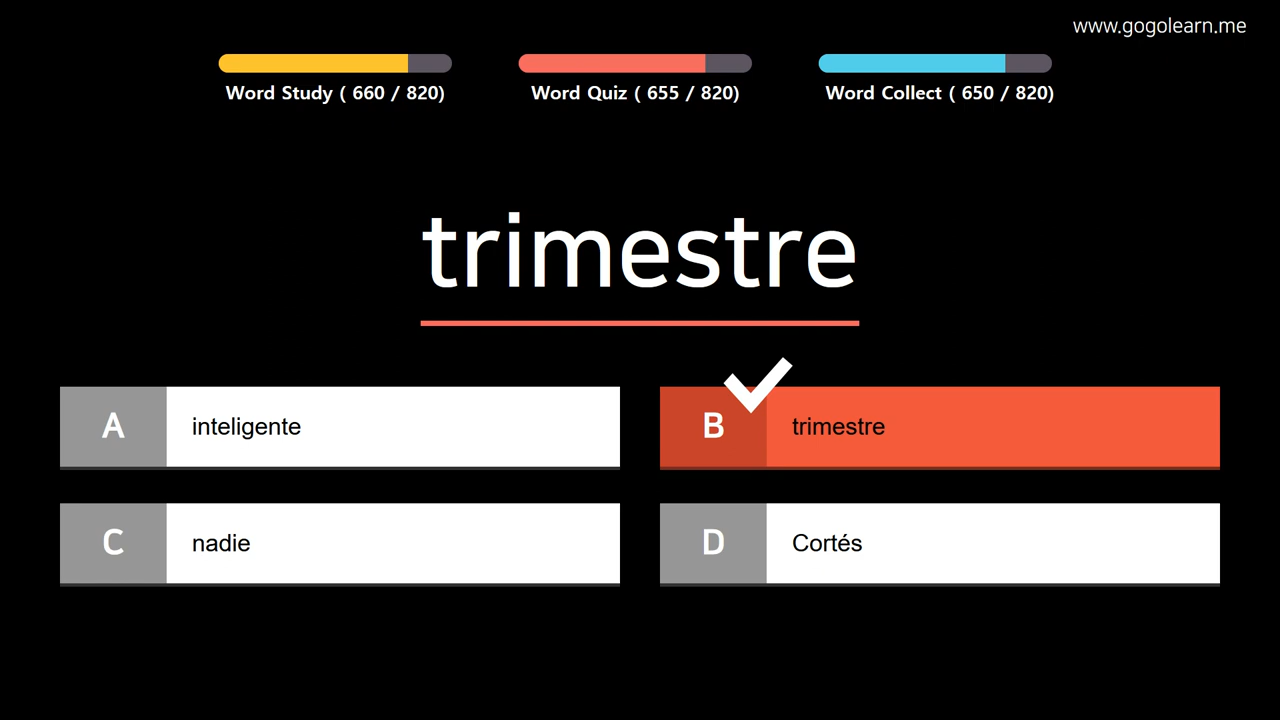 www.gogolearn.me
Word Study ( 660 / 820)
Word Quiz ( 655 / 820)
Word Collect ( 650 / 820)
trimestre
A inteligente
B trimestre
C nadie
D Cortés